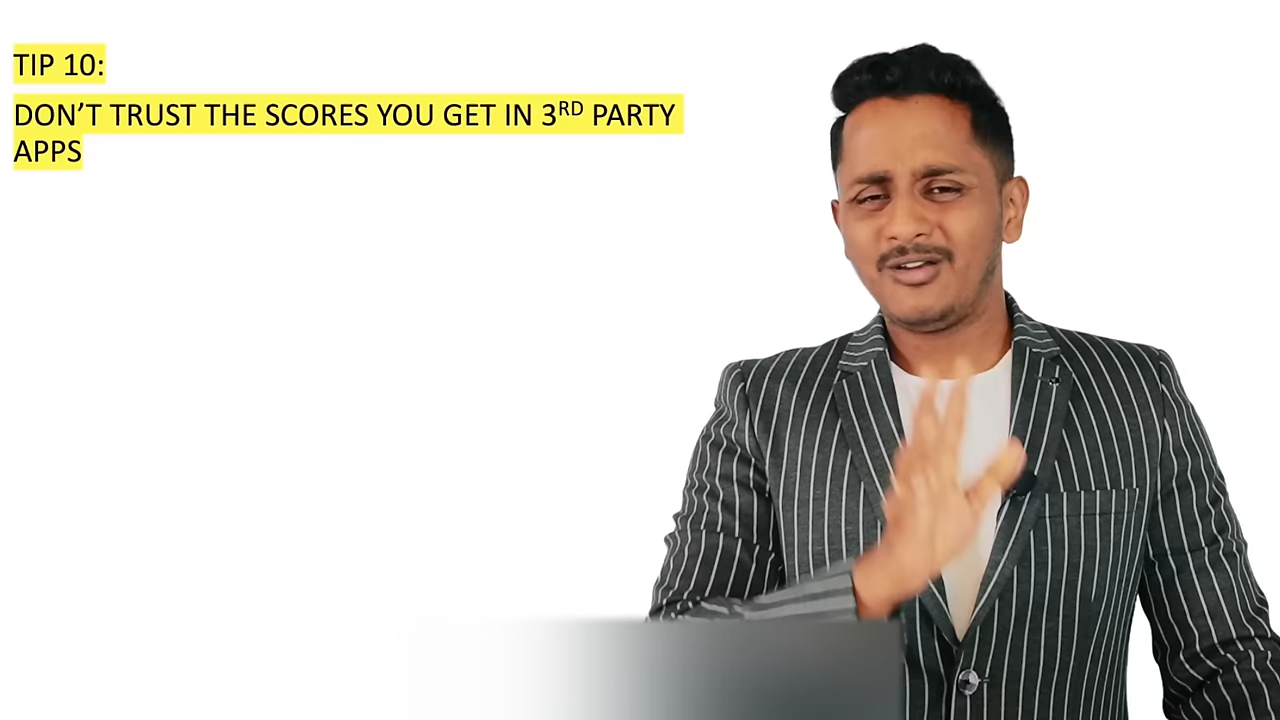 TIP 10:
DON’T TRUST THE SCORES YOU GET IN 3RD PARTY
APPS